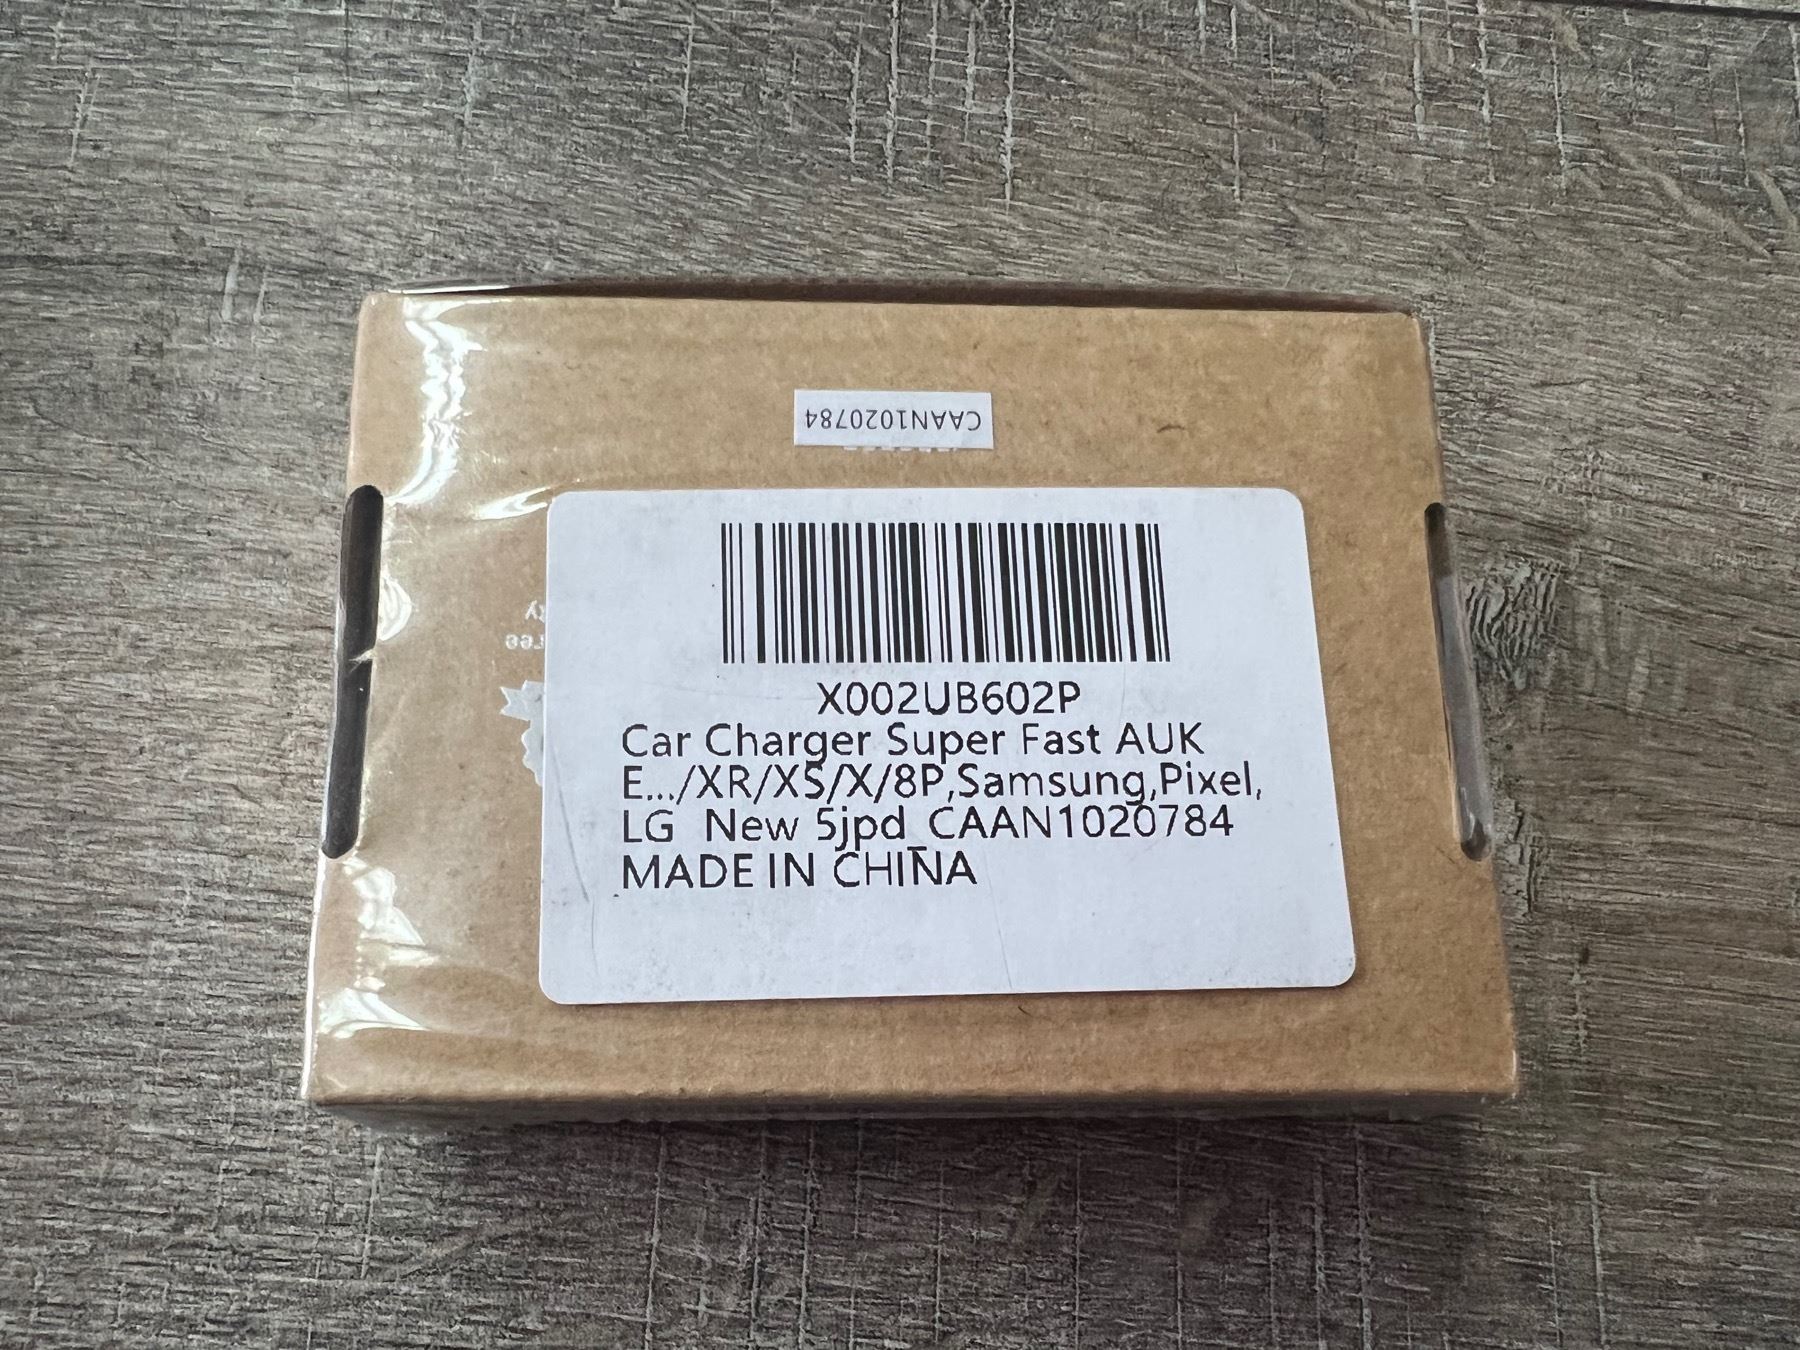 CAAN1020784
X002UB602P
Car Charger Super Fast AUK
E.../XR/XS/X/8P,Samsung,Pixel,
LG New 5jpd_CAAN1020784
MADE IN CHINA